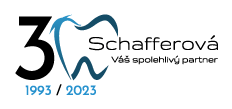 30
Schafferová
Váš spolehlivý partner
1993 / 2023